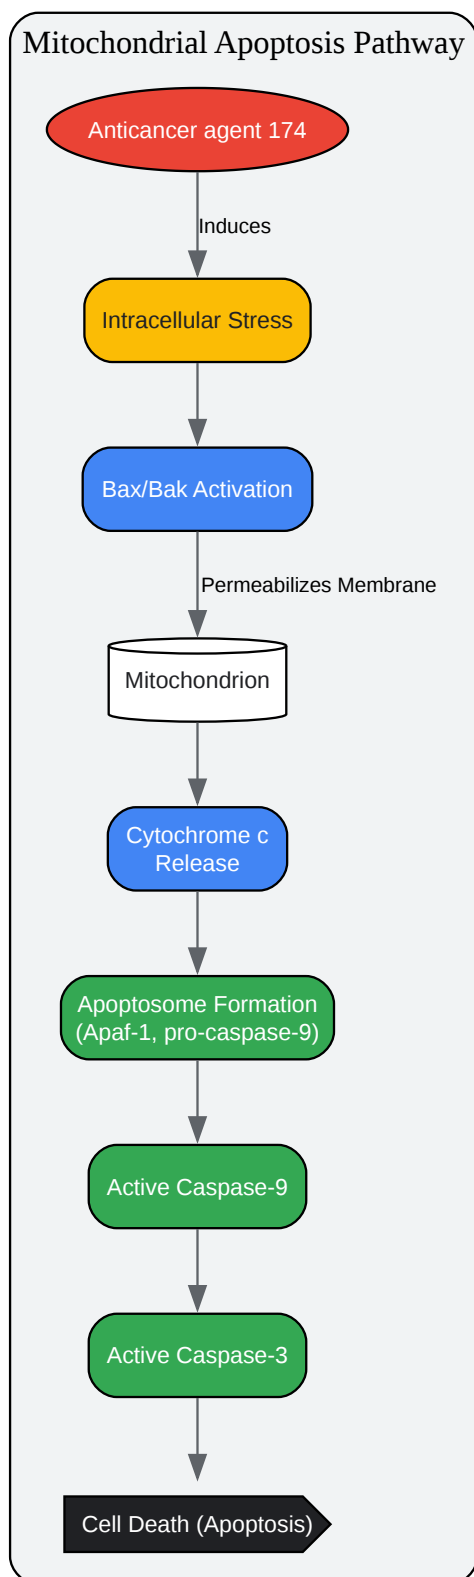 Mitochondrial Apoptosis Pathway
Anticancer agent 174
Induces
Intracellular Stress
Bax/Bak Activation
Permeabilizes Membrane
Mitochondrion
Cytochrome c
Release
Apoptosome Formation
(Apaf-1, pro-caspase-9)
Active Caspase-9
Active Caspase-3
Cell Death (Apoptosis)